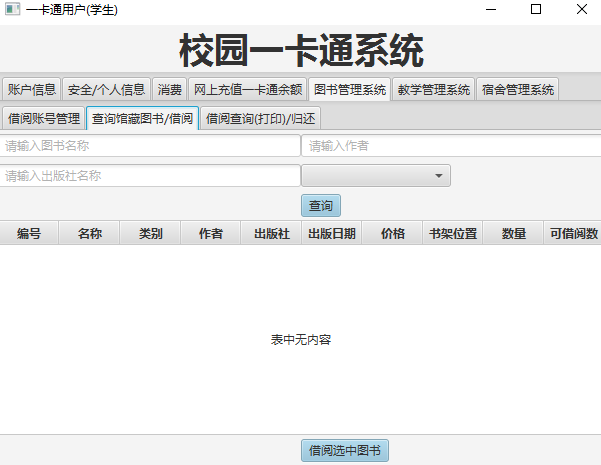 一卡通用户(学生)
校园一卡通系统
账户信息 安全/个人信息 消费 网上充值一卡通余额 图书管理系统 教学管理系统 宿舍管理系统
借阅账号管理 查询馆藏图书/借阅 借阅查询(打印)/归还
请输入图书名称 请输入作者
请输入出版社名称
查询
编号 名称 类别 作者 出版社 出版日期 价格 书架位置 数量 可借阅数
表中无内容
借阅选中图书